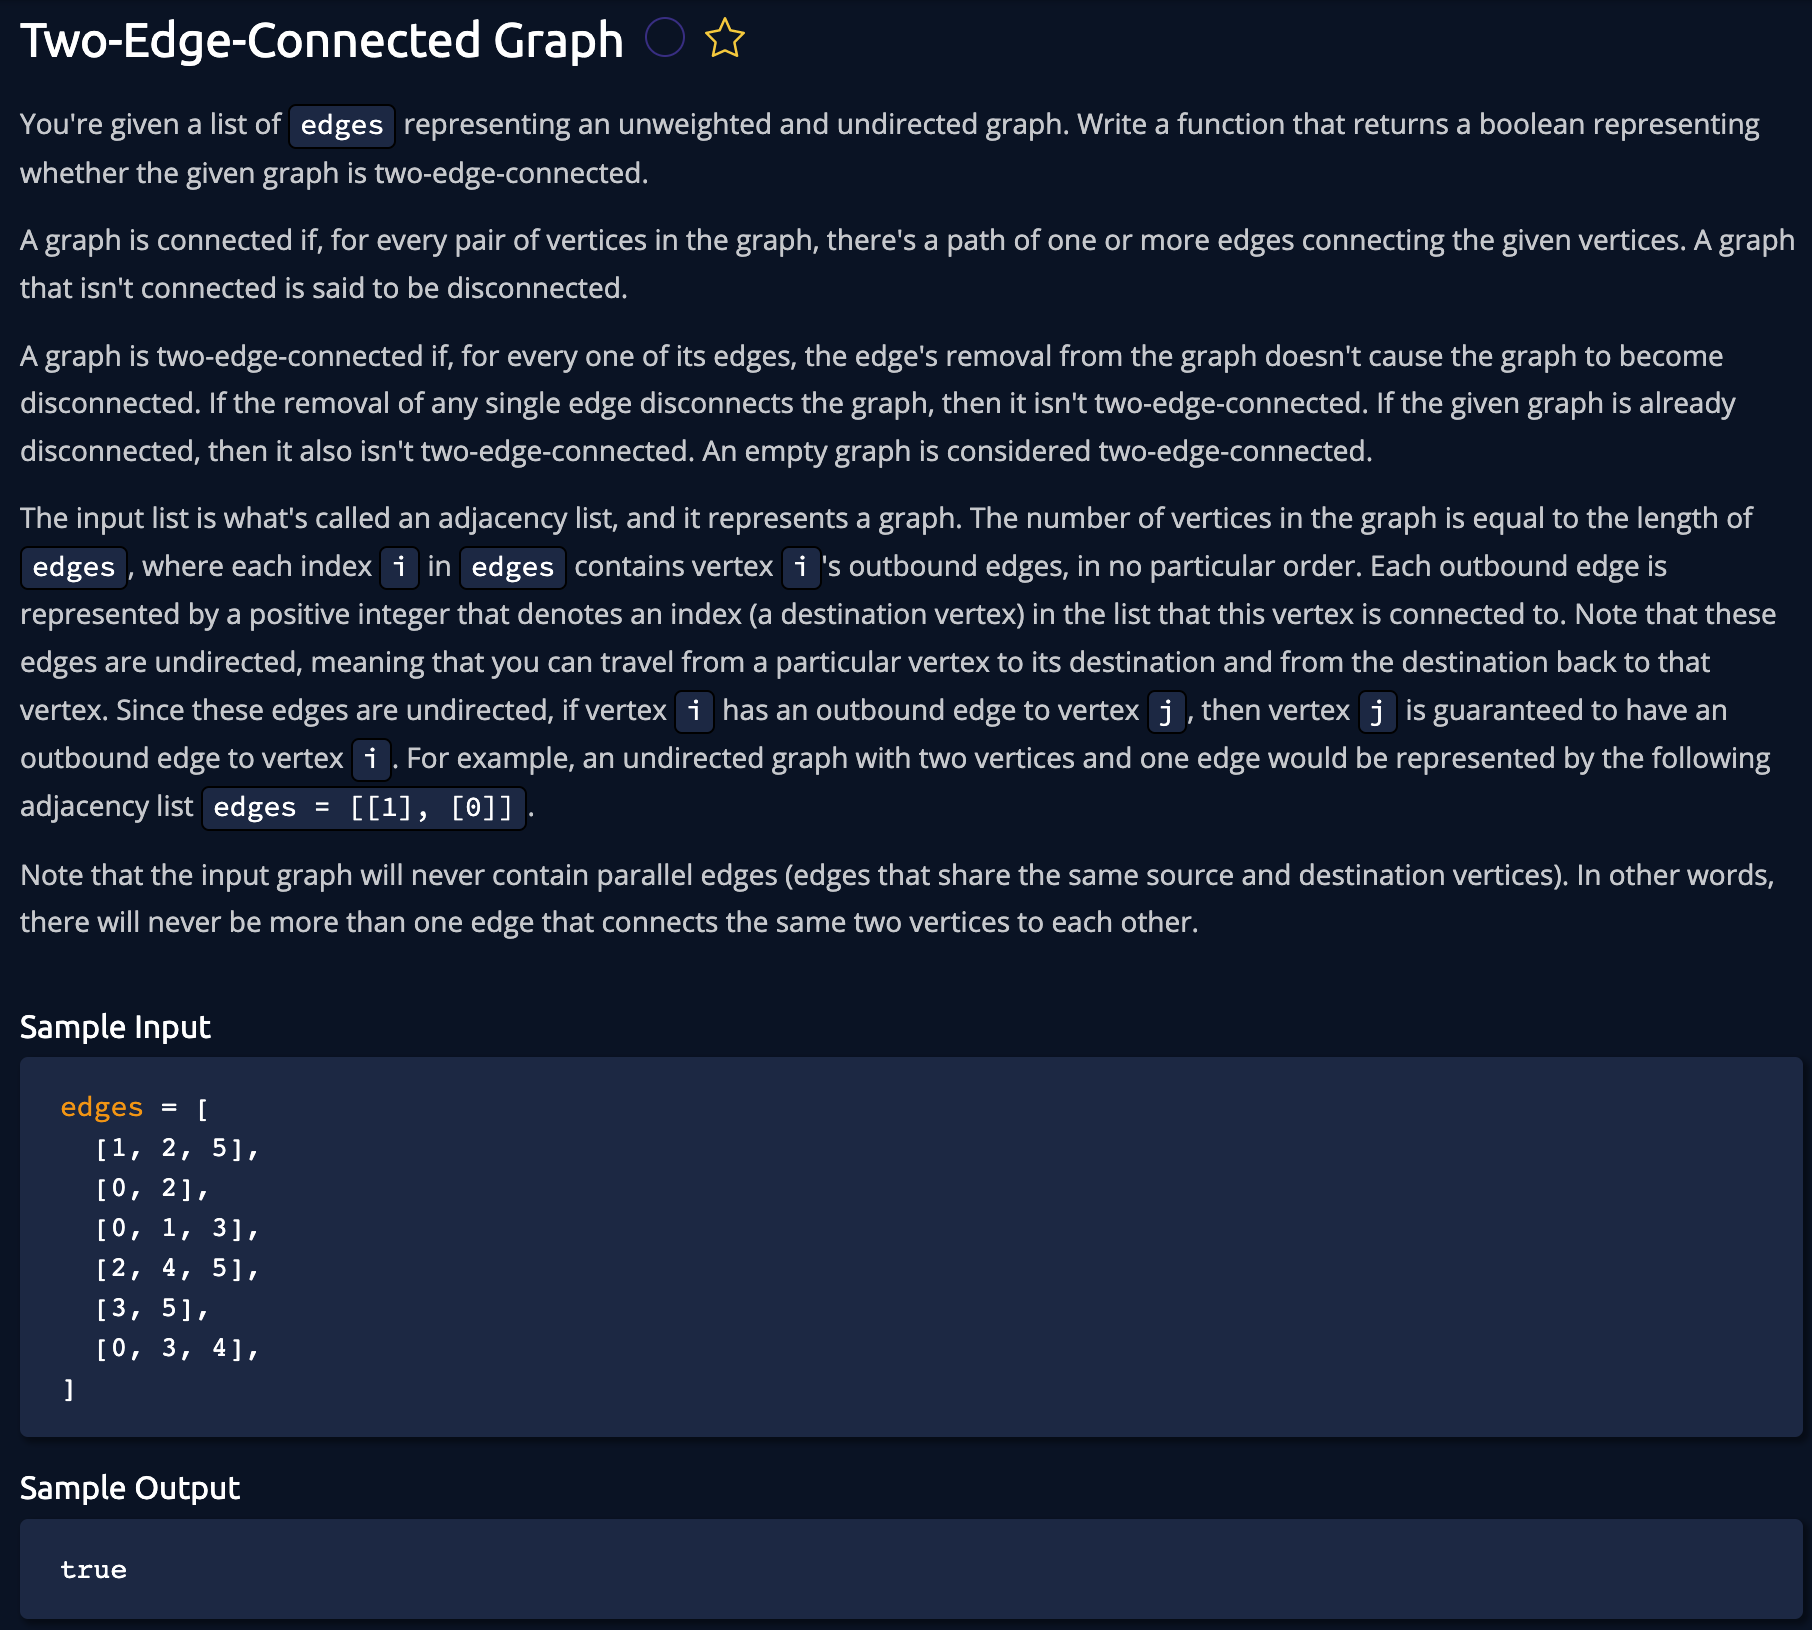 Two-Edge-Connected Graph
You're given a list of edges representing an unweighted and undirected graph. Write a function that returns a boolean representing
whether the given graph is two-edge-connected.
A graph is connected if, for every pair of vertices in the graph, there's a path of one or more edges connecting the given vertices. A graph
that isn't connected is said to be disconnected.
A graph is two-edge-connected if, for every one of its edges, the edge's removal from the graph doesn't cause the graph to become
disconnected. If the removal of any single edge disconnects the graph, then it isn't two-edge-connected. If the given graph is already
disconnected, then it also isn't two-edge-connected. An empty graph is considered two-edge-connected.
The input list is what's called an adjacency list, and it represents a graph. The number of vertices in the graph is equal to the length of
edges, where each index i in edges contains vertex i's outbound edges, in no particular order. Each outbound edge is
represented by a positive integer that denotes an index (a destination vertex) in the list that this vertex is connected to. Note that these
edges are undirected, meaning that you can travel from a particular vertex to its destination and from the destination back to that
vertex. Since these edges are undirected, if vertex i has an outbound edge to vertex j, then vertex j is guaranteed to have an
outbound edge to vertex i. For example, an undirected graph with two vertices and one edge would be represented by the following
adjacency list edges = [[1], [0]].
Note that the input graph will never contain parallel edges (edges that share the same source and destination vertices). In other words,
there will never be more than one edge that connects the same two vertices to each other.
Sample Input
edges = [
[1, 2, 5],
[0, 2],
[0, 1, 3],
[2, 4, 5],
[3, 5],
[0, 3, 4],
]
Sample Output
true